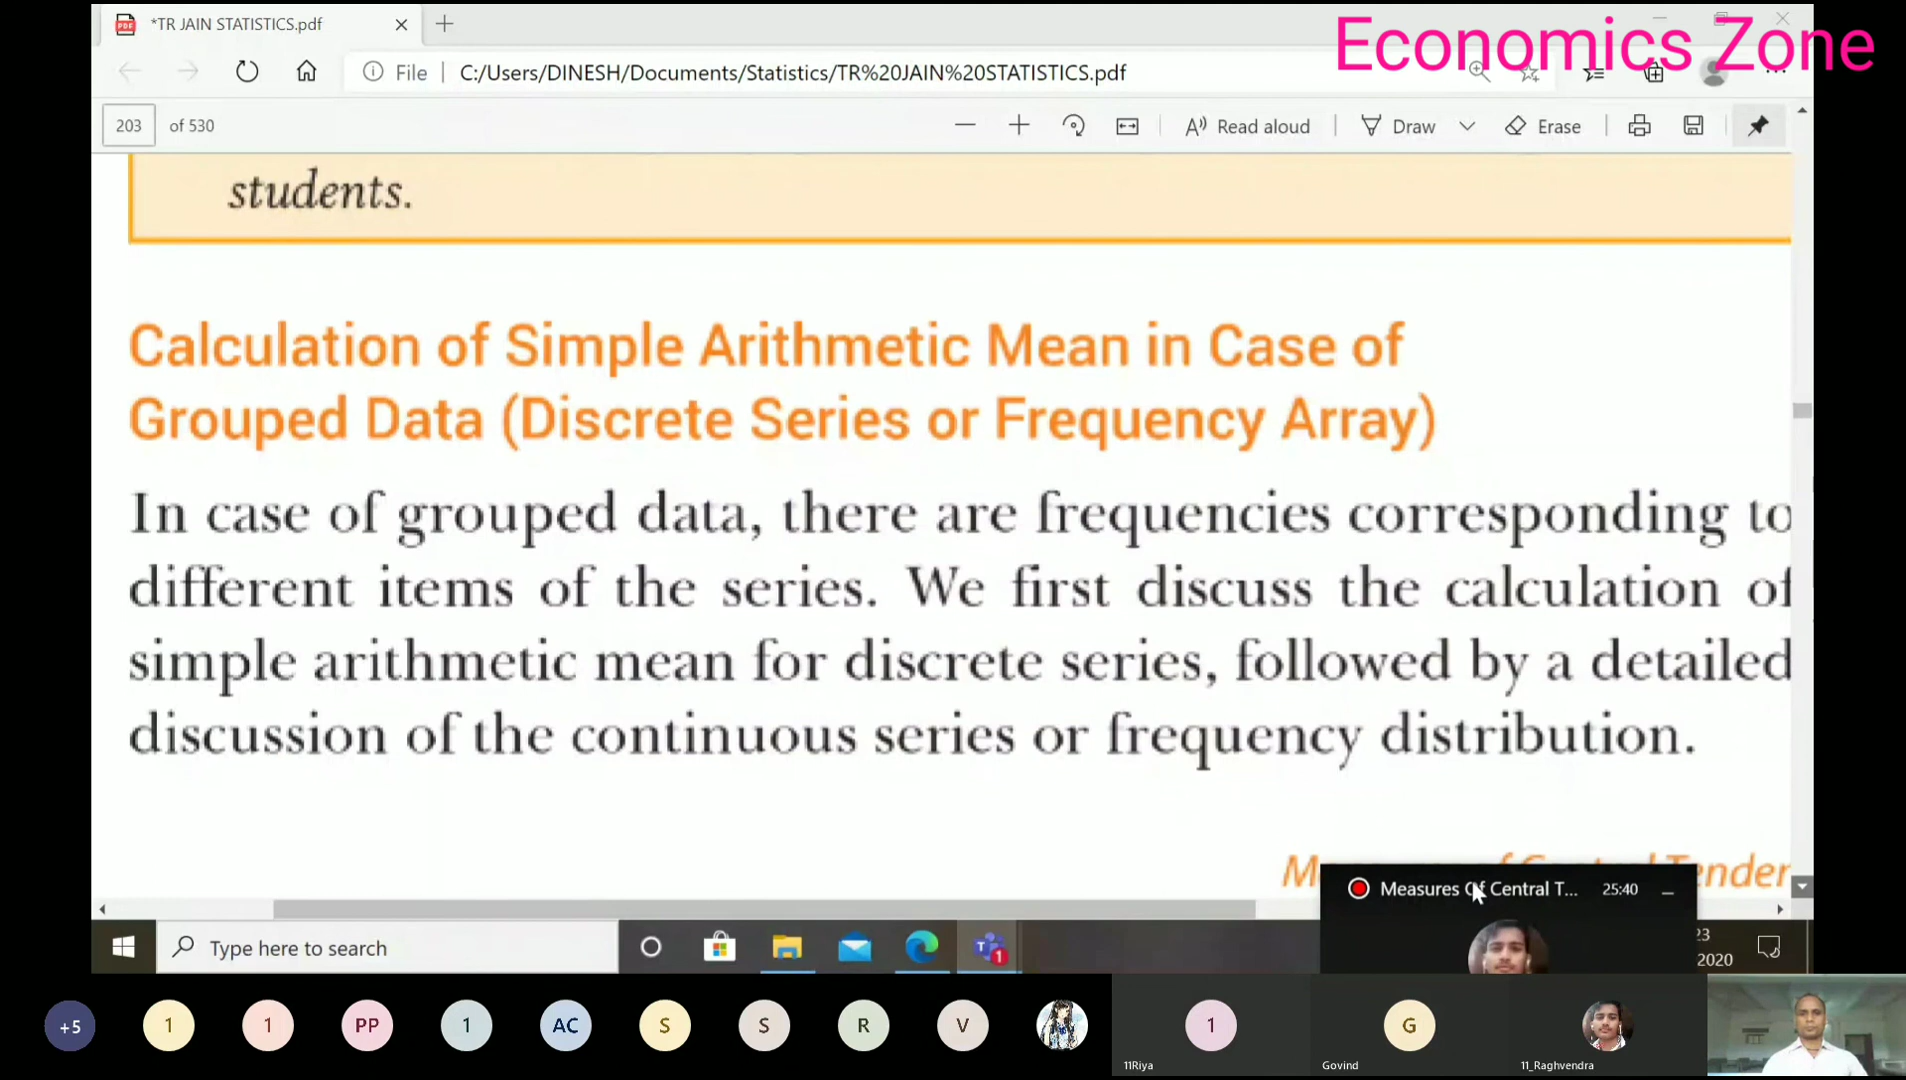 *TR JAIN STATISTICS.pdf
Economics Zone
File
C:/Users/DINESH/Documents/Statistics/TR%20JAIN%20STATISTICS.pdf
203 of 530
Read aloud
Draw
Erase
students.
Calculation of Simple Arithmetic Mean in Case of
Grouped Data (Discrete Series or Frequency Array)
In case of grouped data, there are frequencies corresponding to
different items of the series. We first discuss the calculation of
simple arithmetic mean for discrete series, followed by a detailed
discussion of the continuous series or frequency distribution.
Measures Of Central T... 25:40
Type here to search
2020
+5 1 1 PP 1 AC S S R V 1 G
11Riya Govind 11_Raghvendra